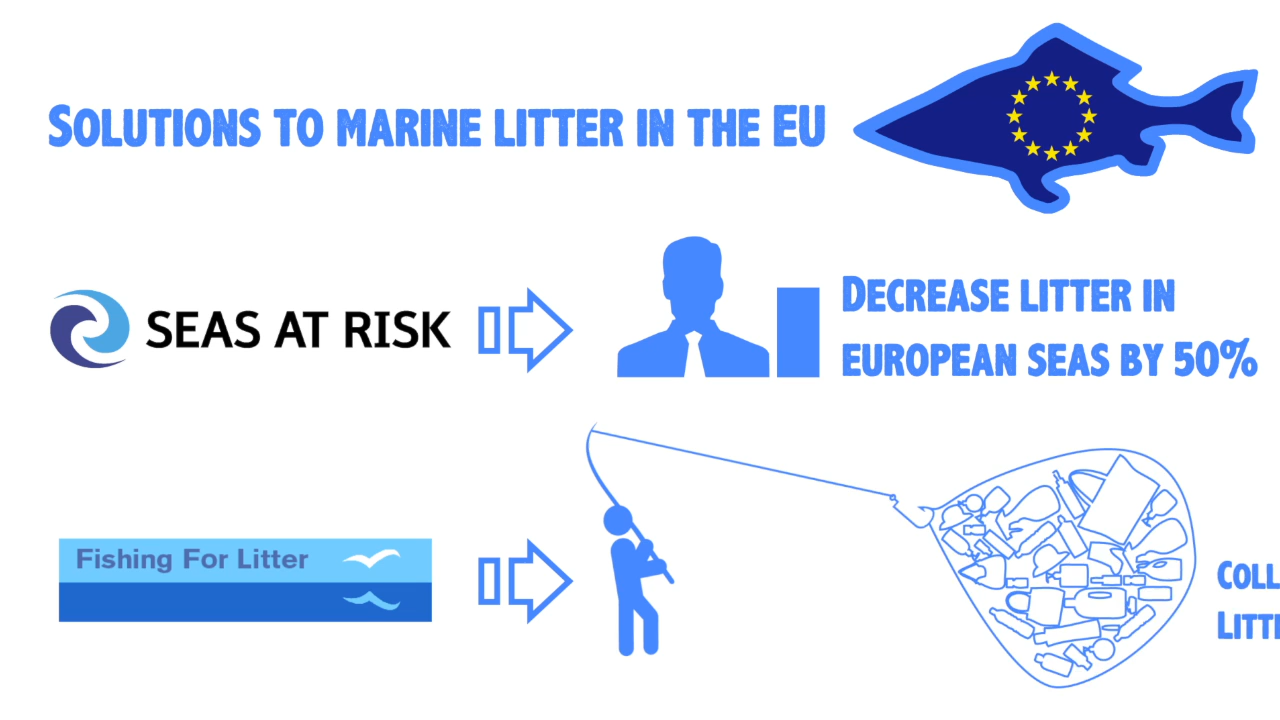 Solutions to marine litter in the EU
SEAS AT RISK
Decrease litter in
european seas by 50%
Fishing For Litter